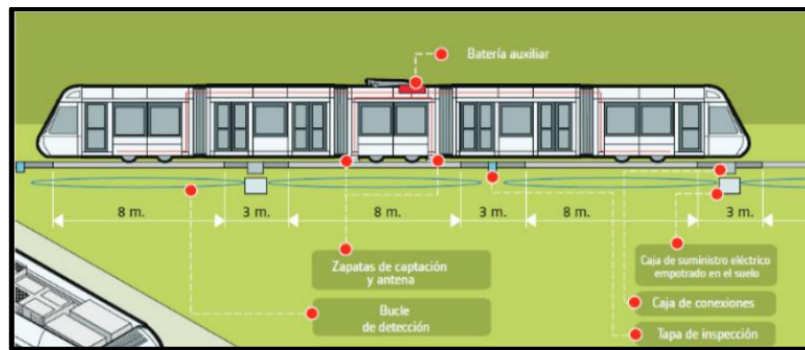 Batería auxiliar
8 m.
3 m.
8 m.
3 m.
8 m.
3 m.
Zapatas de captación
y antena
Bucle
de detección
Caja de suministro eléctrico
empotrado en el suelo
Caja de conexiones
Tapa de inspección